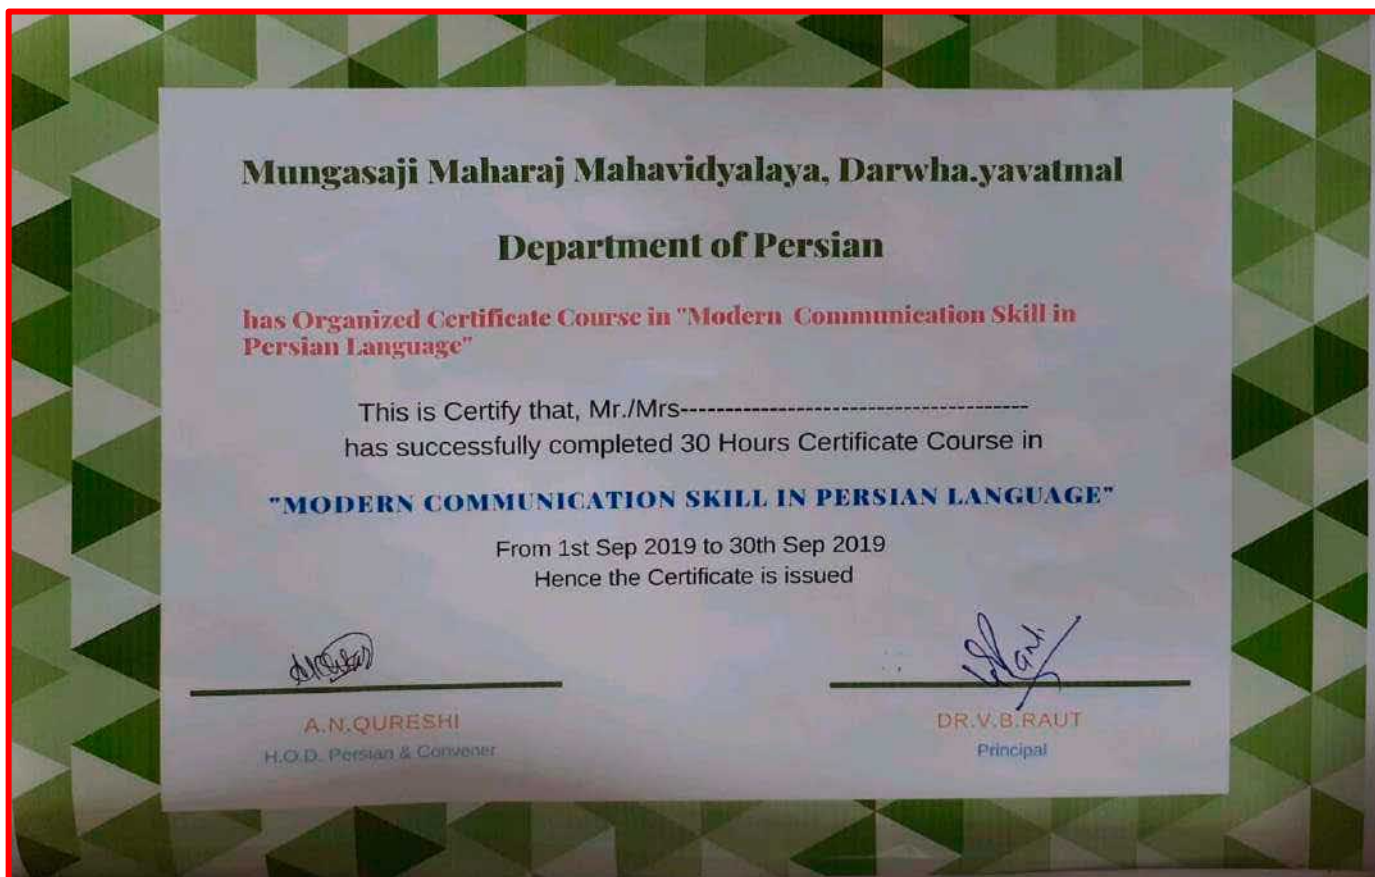 Mungasaji Maharaj Mahavidyalaya, Darwha.yavatmal
Department of Persian
has Organized Certificate Course in "Modern Communication Skill in
Persian Language"
This is Certify that, Mr./Mrs---------------------------------------
has successfully completed 30 Hours Certificate Course in
"MODERN COMMUNICATION SKILL IN PERSIAN LANGUAGE"
From 1st Sep 2019 to 30th Sep 2019
Hence the Certificate is issued
A.N.QURESHI
H.O.D. Persian & Convener
DR.V.B.RAUT
Principal